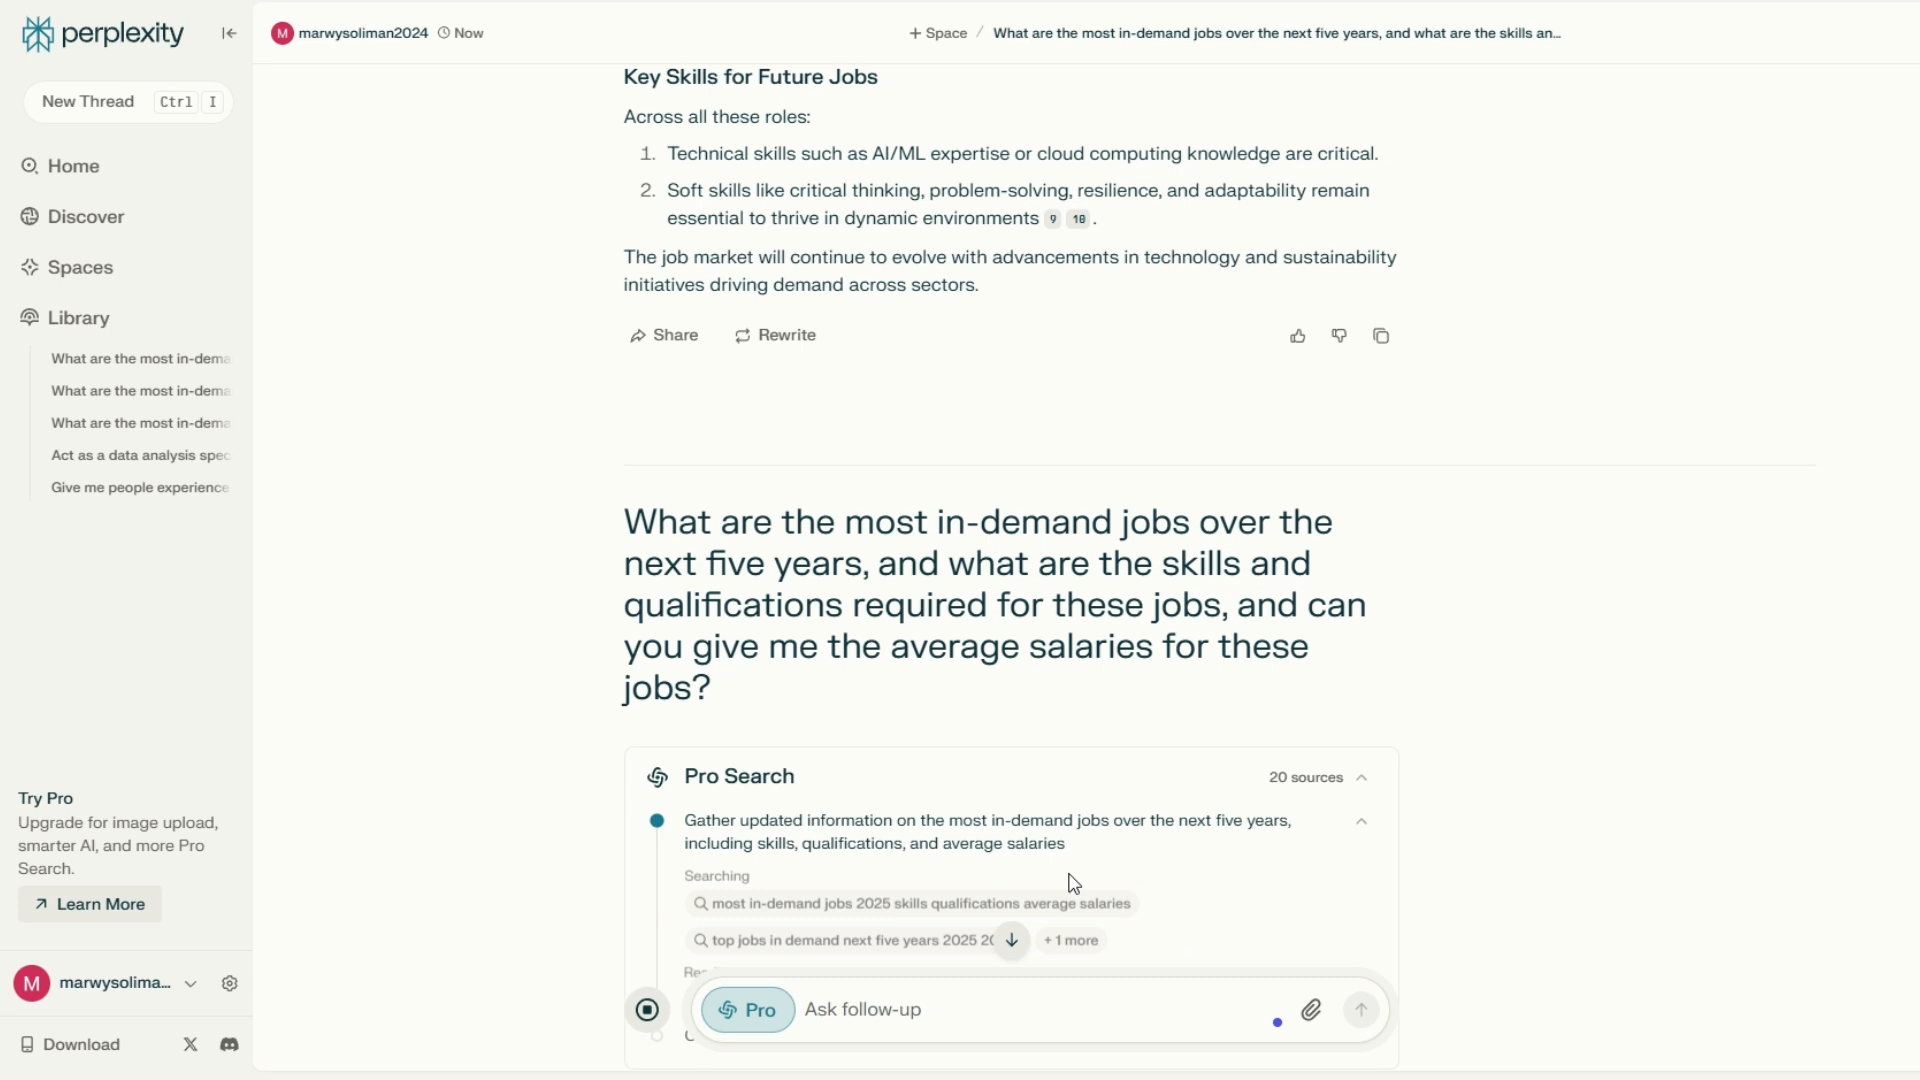 perplexity
New Thread Ctrl I
Home
Discover
Spaces
Library
What are the most in-dema
What are the most in-dema
What are the most in-dema
Act as a data analysis spec
Give me people experience
Try Pro
Upgrade for image upload,
smarter AI, and more Pro
Search.
Learn More
M marwysolima...
Download
M marwysoliman2024 Now
+ Space / What are the most in-demand jobs over the next five years, and what are the skills an...
Key Skills for Future Jobs
Across all these roles:
1. Technical skills such as AI/ML expertise or cloud computing knowledge are critical.
2. Soft skills like critical thinking, problem-solving, resilience, and adaptability remain
essential to thrive in dynamic environments 9 10 .
The job market will continue to evolve with advancements in technology and sustainability
initiatives driving demand across sectors.
Share Rewrite
What are the most in-demand jobs over the
next five years, and what are the skills and
qualifications required for these jobs, and can
you give me the average salaries for these
jobs?
Pro Search 20 sources
Gather updated information on the most in-demand jobs over the next five years,
including skills, qualifications, and average salaries
Searching
most in-demand jobs 2025 skills qualifications average salaries
top jobs in demand next five years 2025 + 1 more
Pro Ask follow-up